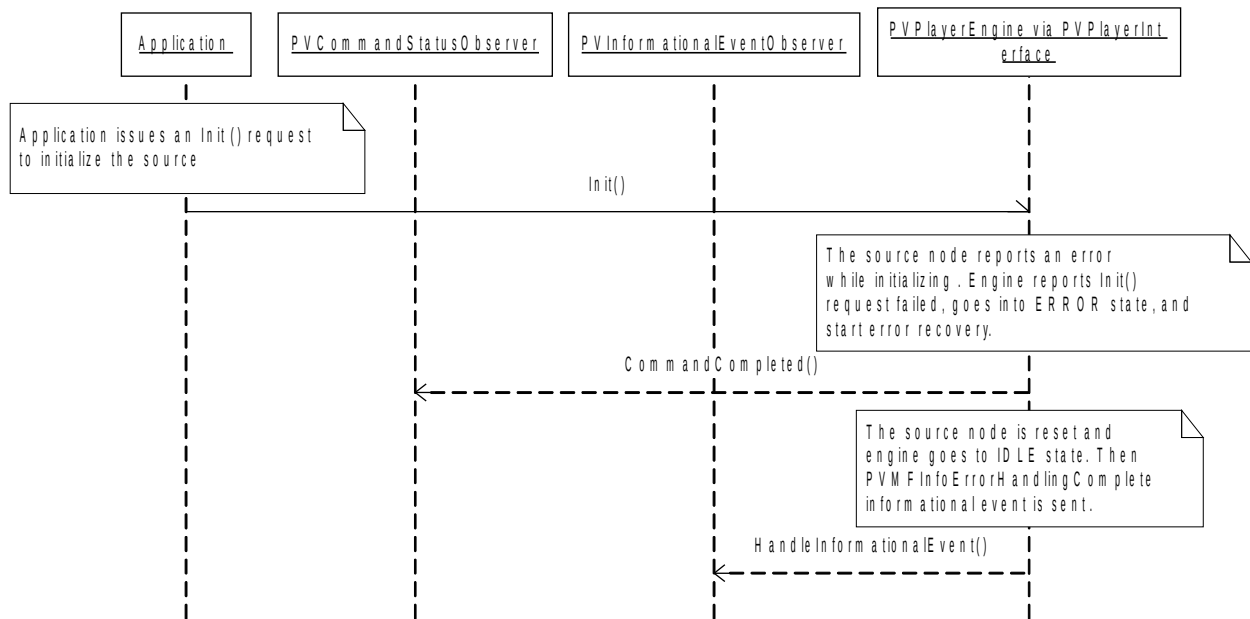 Application
PVCommandStatusObserver
PVInformationalEventObserver
PVPlayerEngine via PVPlayerInt
erface
Application issues an Init() request
to initialize the source
Init()
The source node reports an error
while initializing. Engine reports Init()
request failed, goes into ERROR state, and
start error recovery.
CommandCompleted()
The source node is reset and
engine goes to IDLE state. Then
PVMFInfoErrorHandlingComplete
informational event is sent.
HandleInformationalEvent()